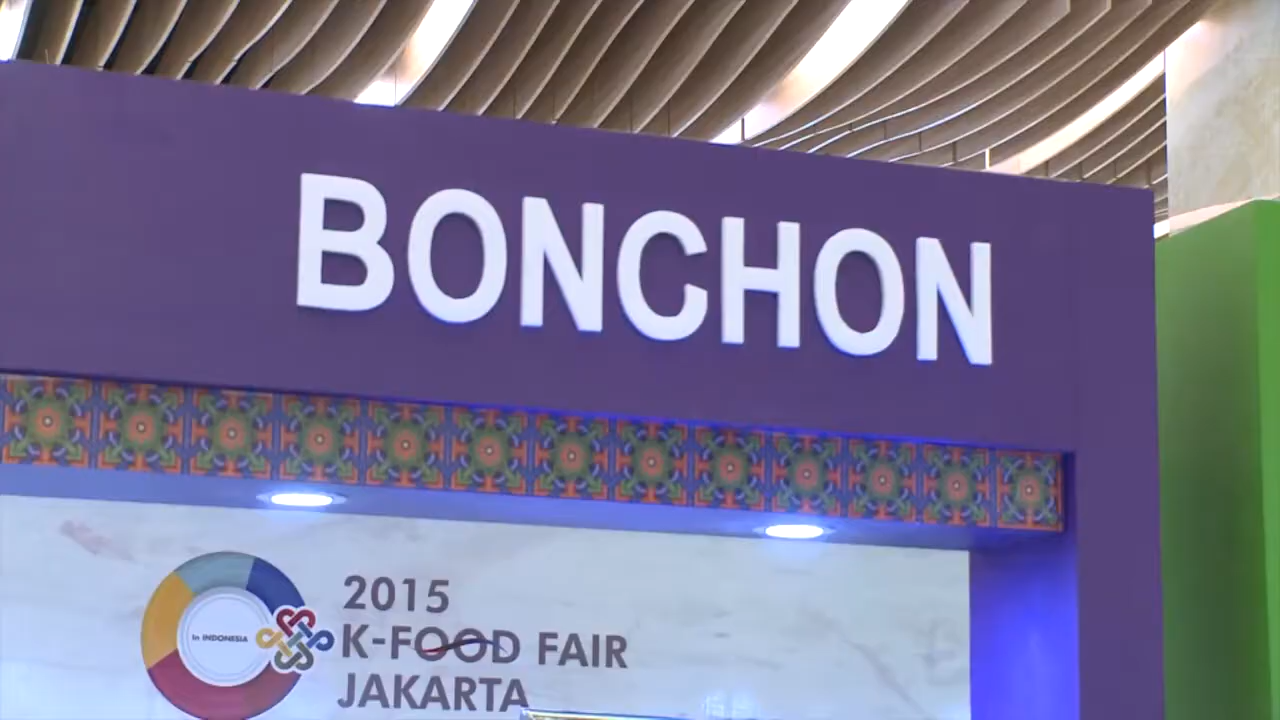 BONCHON
In INDONESIA
2015
K-FOOD FAIR
JAKARTA